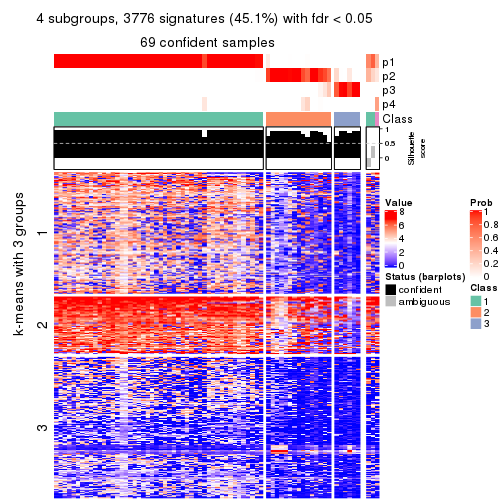 4 subgroups, 3776 signatures (45.1%) with fdr < 0.05
69 confident samples
p1
p2
p3
p4
Class
1
0.5
0
Silhouette
score
k-means with 3 groups
1
2
3
Value
8
6
4
2
0
Status (barplots)
confident
ambiguous
Prob
1
0.8
0.6
0.4
0.2
0
Class
1
2
3